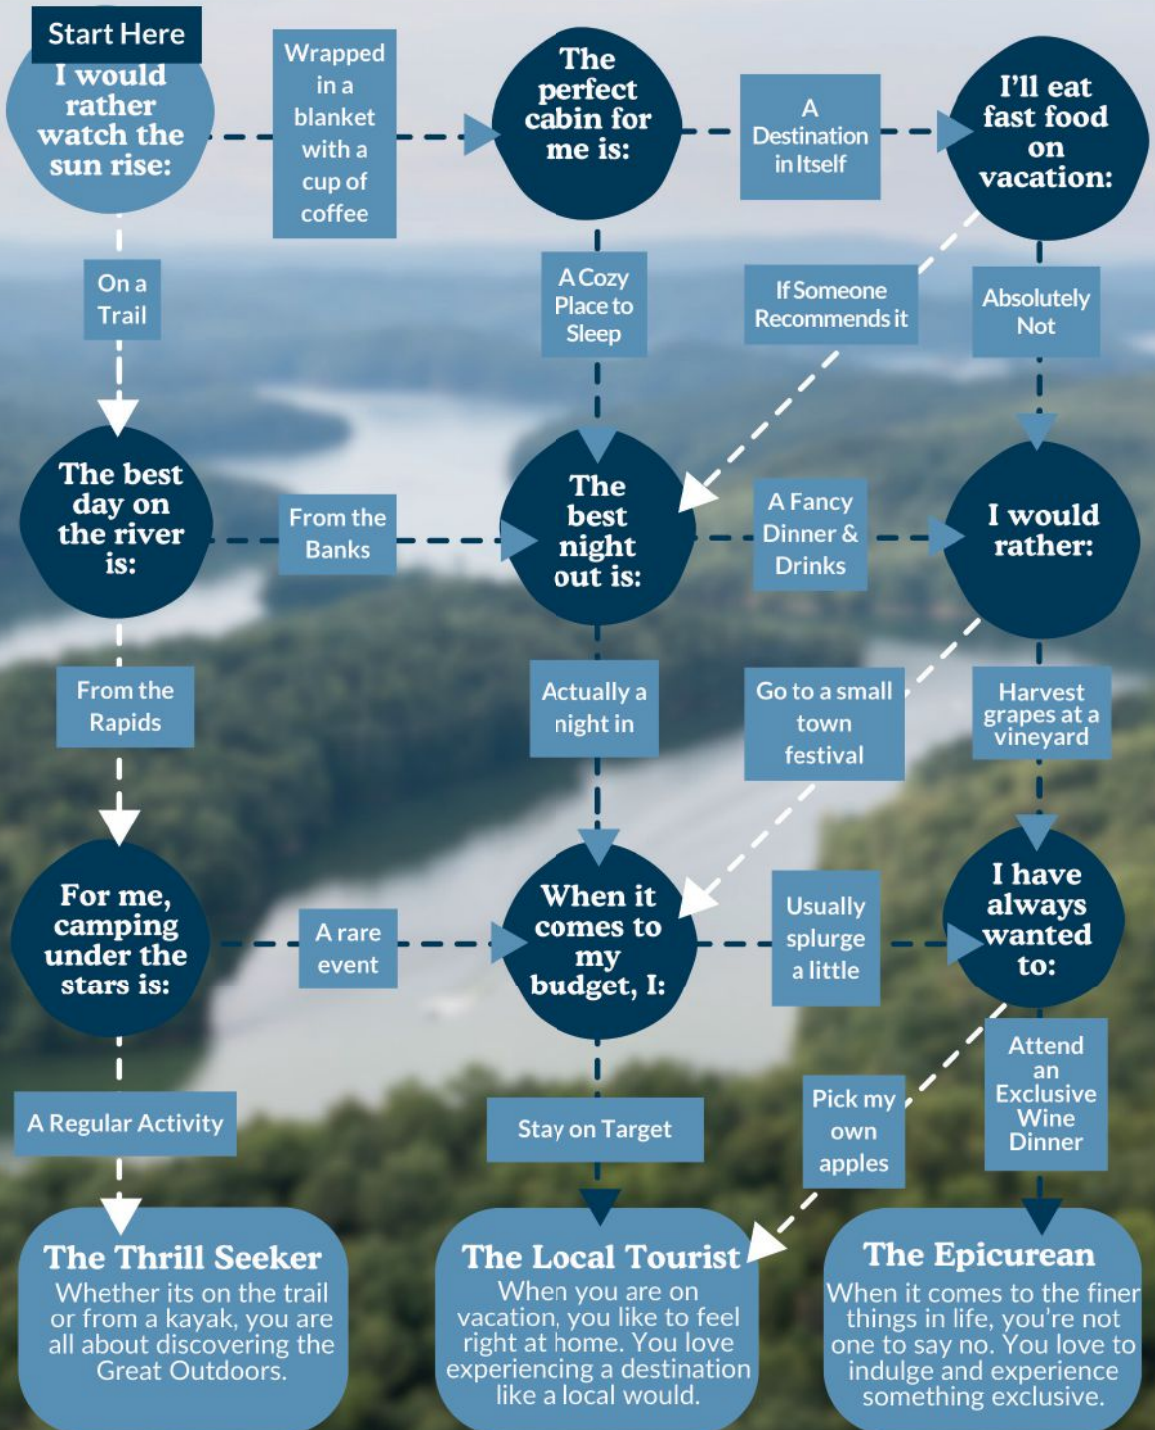 Start Here
I would
rather
watch the
sun rise:
Wrapped
in a
blanket
with a
cup of
coffee
The
perfect
cabin for
me is:
A
Destination
in Itself
I'll eat
fast food
on
vacation:
On a
Trail
A Cozy
Place to
Sleep
If Someone
Recommends it
Absolutely
Not
The best
day on
the river
is:
From the
Banks
The
best
night
out is:
A Fancy
Dinner &
Drinks
I would
rather:
From the
Rapids
Actually a
night in
Go to a small
town
festival
Harvest
grapes at a
vineyard
For me,
camping
under the
stars is:
A rare
event
When it
comes to
my
budget, I:
Usually
splurge
a little
I have
always
wanted
to:
A Regular Activity
Stay on Target
Pick my
own
apples
Attend
an
Exclusive
Wine
Dinner
The Thrill Seeker
Whether its on the trail
or from a kayak, you are
all about discovering the
Great Outdoors.
The Local Tourist
When you are on
vacation, you like to feel
right at home. You love
experiencing a destination
like a local would.
The Epicurean
When it comes to the finer
things in life, you're not
one to say no. You love to
indulge and experience
something exclusive.